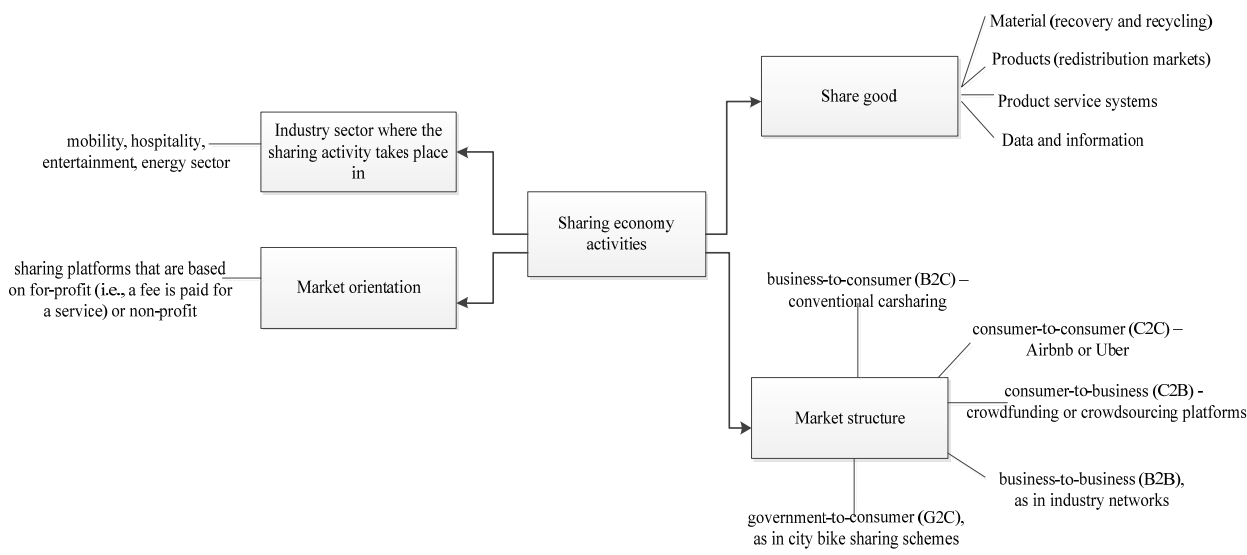 Material (recovery and recycling)
Products (redistribution markets)
Share good
Product service systems
Data and information
Industry sector where the
sharing activity takes place
in
mobility, hospitality,
entertainment, energy sector
Sharing economy
activities
sharing platforms that are based
on for-profit (i.e., a fee is paid for
a service) or non-profit
Market orientation
business-to-consumer (B2C) –
conventional carsharing
consumer-to-consumer (C2C) –
Airbnb or Uber
consumer-to-business (C2B) -
crowdfunding or crowdsourcing platforms
Market structure
business-to-business (B2B),
as in industry networks
government-to-consumer (G2C),
as in city bike sharing schemes